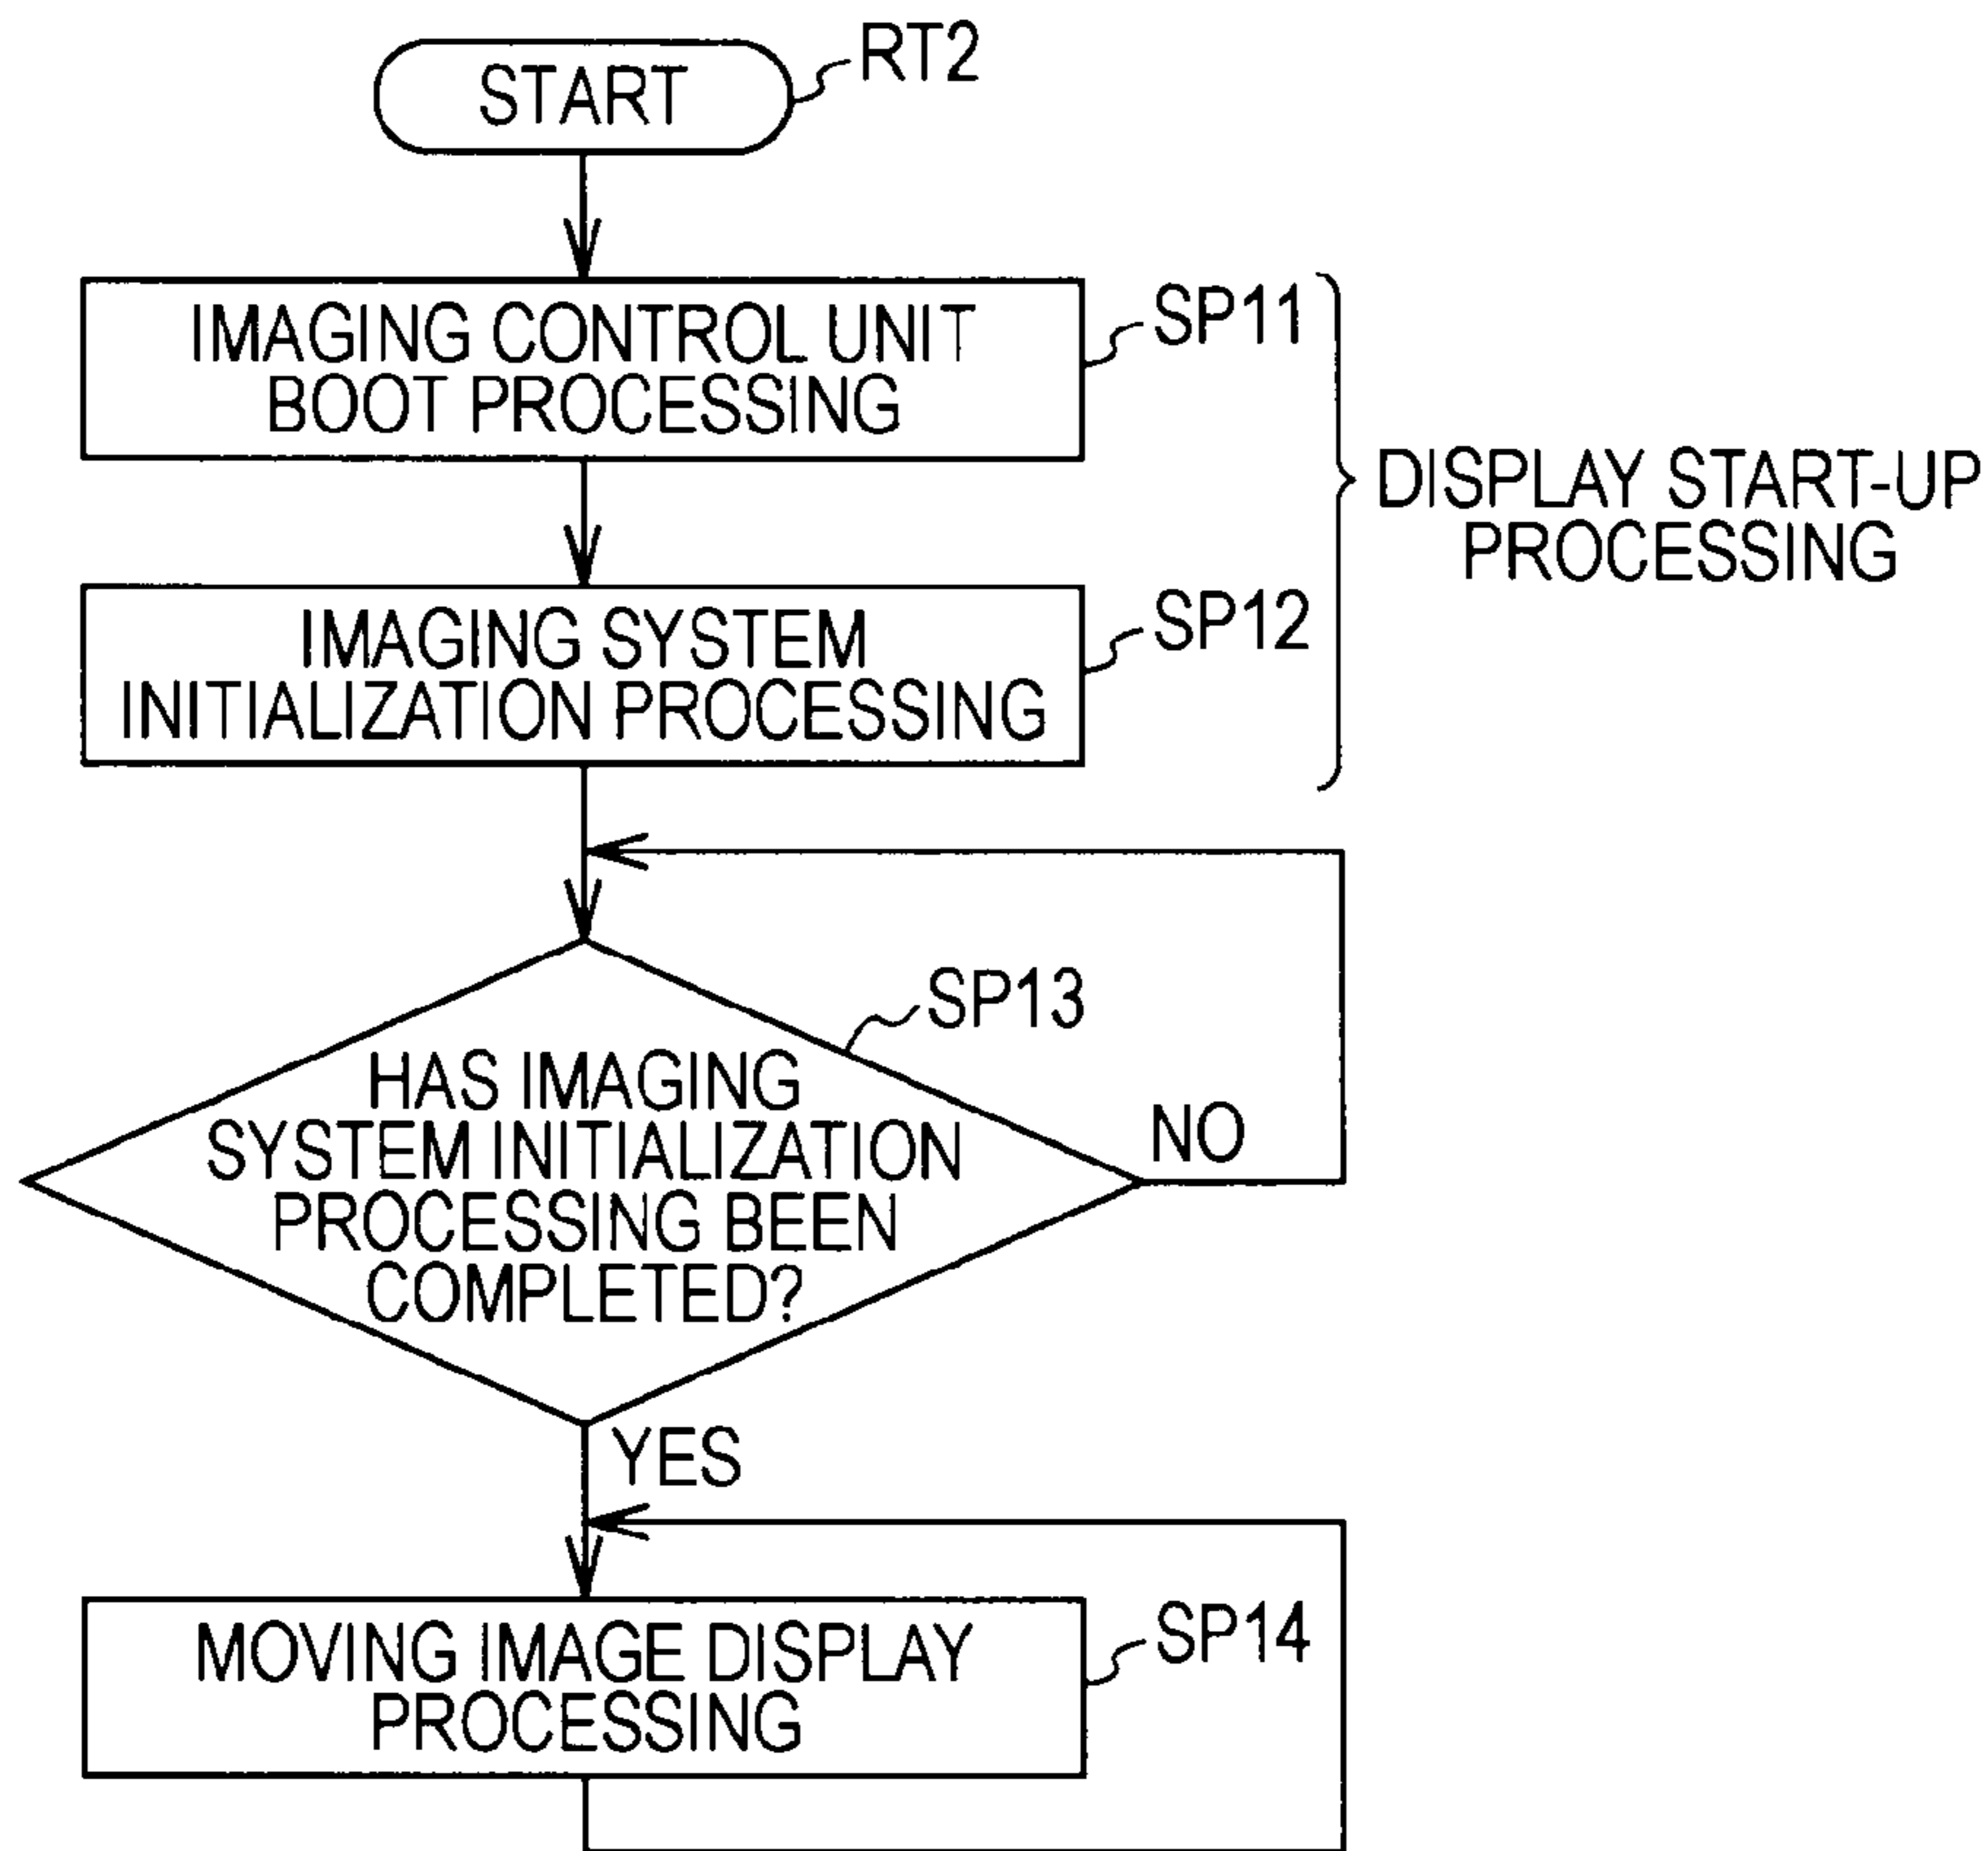 START
RT2
IMAGING CONTROL UNIT
BOOT PROCESSING
SP11
DISPLAY START-UP
PROCESSING
IMAGING SYSTEM
INITIALIZATION PROCESSING
SP12
SP13
HAS IMAGING
SYSTEM INITIALIZATION
PROCESSING BEEN
COMPLETED?
NO
YES
MOVING IMAGE DISPLAY
PROCESSING
SP14